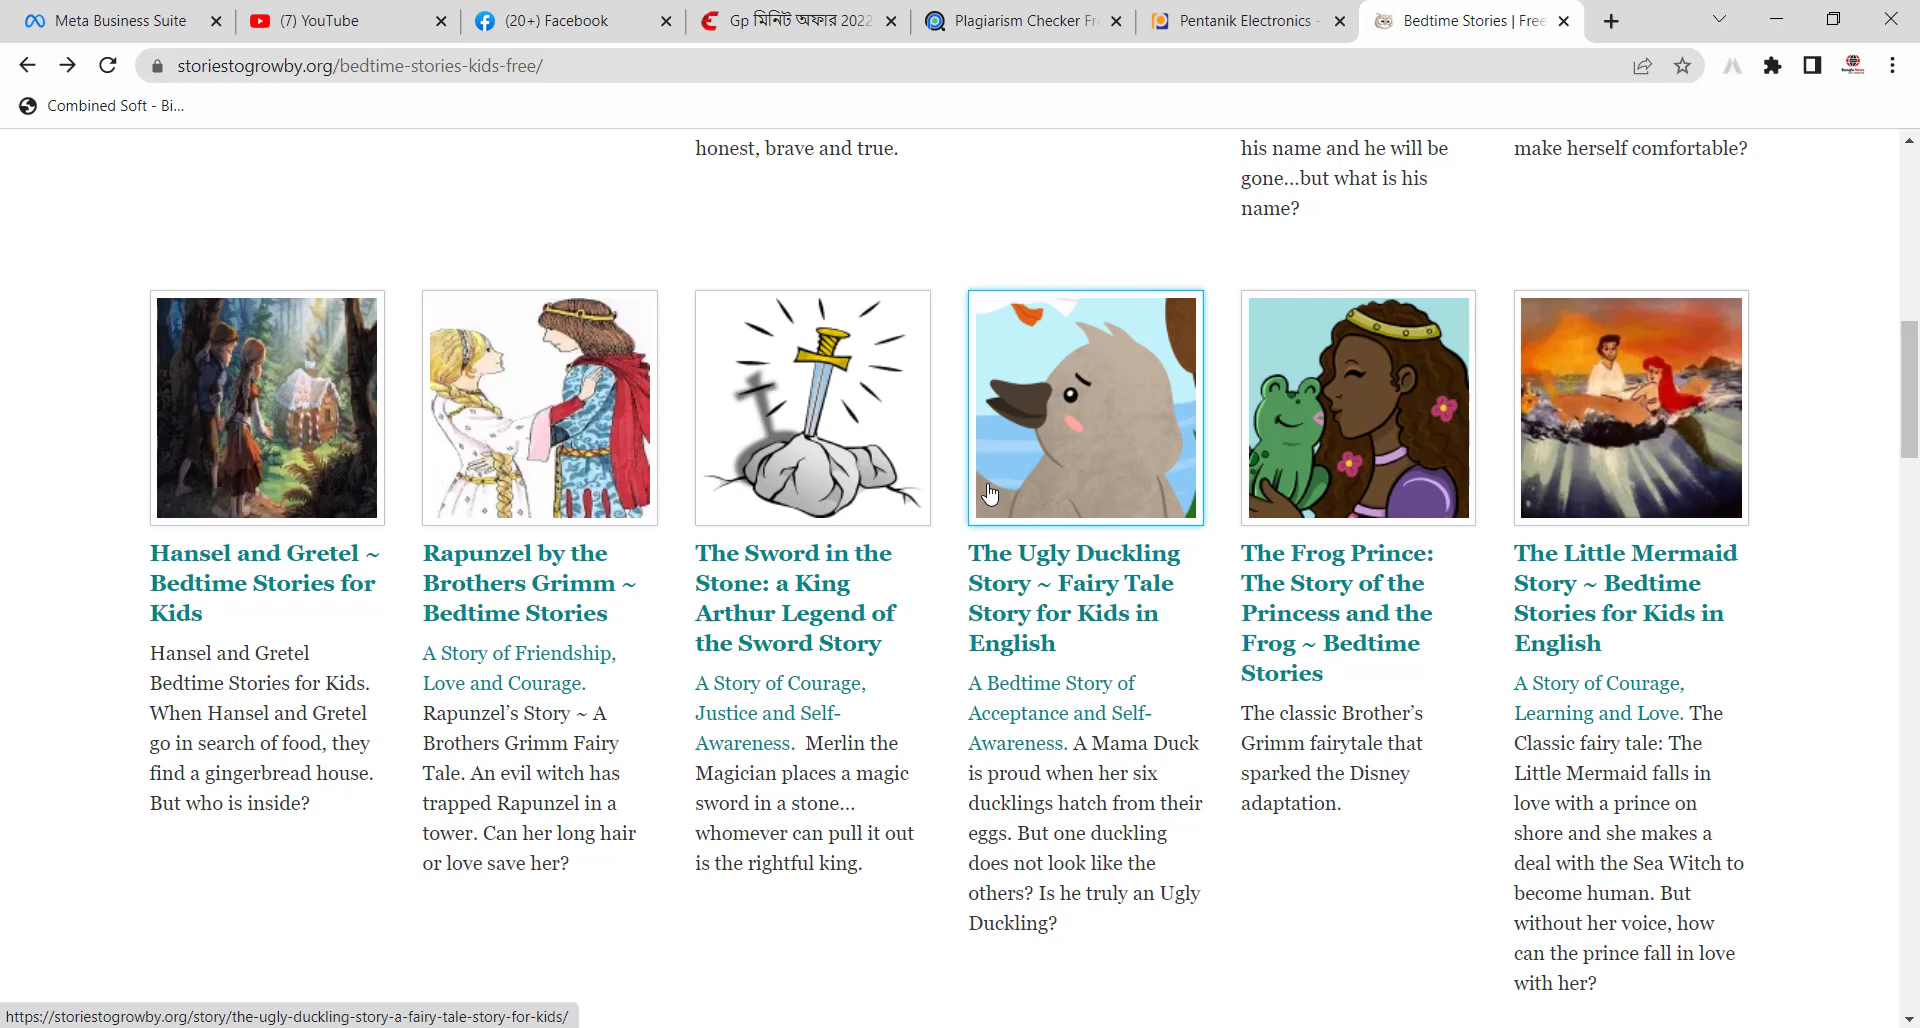 Meta Business Suite
(7) YouTube
(20+) Facebook
Gp মিনিট অফার 2022
Plagiarism Checker Fr
Pentanik Electronics -
Bedtime Stories | Free
storiestogrowby.org/bedtime-stories-kids-free/
Combined Soft - Bi...
honest, brave and true.
his name and he will be
gone...but what is his
name?
make herself comfortable?
Hansel and Gretel ~
Bedtime Stories for
Kids
Hansel and Gretel
Bedtime Stories for Kids.
When Hansel and Gretel
go in search of food, they
find a gingerbread house.
But who is inside?
Rapunzel by the
Brothers Grimm ~
Bedtime Stories
A Story of Friendship,
Love and Courage.
Rapunzel’s Story ~ A
Brothers Grimm Fairy
Tale. An evil witch has
trapped Rapunzel in a
tower. Can her long hair
or love save her?
The Sword in the
Stone: a King
Arthur Legend of
the Sword Story
A Story of Courage,
Justice and Self-
Awareness. Merlin the
Magician places a magic
sword in a stone...
whomever can pull it out
is the rightful king.
The Ugly Duckling
Story ~ Fairy Tale
Story for Kids in
English
A Bedtime Story of
Acceptance and Self-
Awareness. A Mama Duck
is proud when her six
ducklings hatch from their
eggs. But one duckling
does not look like the
others? Is he truly an Ugly
Duckling?
The Frog Prince:
The Story of the
Princess and the
Frog ~ Bedtime
Stories
The classic Brother’s
Grimm fairytale that
sparked the Disney
adaptation.
The Little Mermaid
Story ~ Bedtime
Stories for Kids in
English
A Story of Courage,
Learning and Love. The
Classic fairy tale: The
Little Mermaid falls in
love with a prince on
shore and she makes a
deal with the Sea Witch to
become human. But
without her voice, how
can the prince fall in love
with her?
https://storiestogrowby.org/story/the-ugly-duckling-story-a-fairy-tale-story-for-kids/